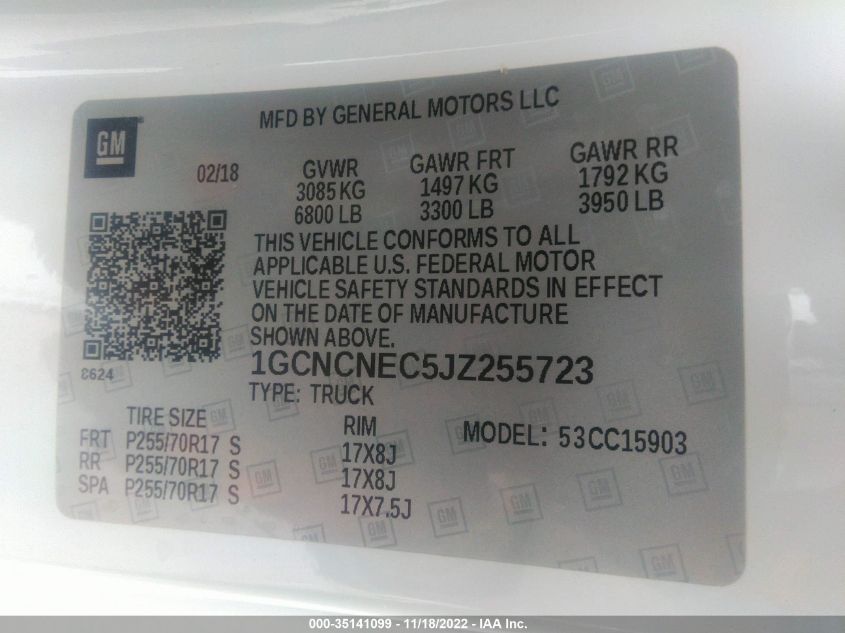 MFD BY GENERAL MOTORS LLC
GM
02/18
GVWR GAWR FRT GAWR RR
3085 KG 1497 KG 1792 KG
6800 LB 3300 LB 3950 LB
THIS VEHICLE CONFORMS TO ALL
APPLICABLE U.S. FEDERAL MOTOR
VEHICLE SAFETY STANDARDS IN EFFECT
ON THE DATE OF MANUFACTURE
SHOWN ABOVE.
8624
1GCNCNEC5JZ255723
TYPE: TRUCK
TIRE SIZE RIM MODEL: 53CC15903
FRT P255/70R17 S 17X8J
RR P255/70R17 S 17X8J
SPA P255/70R17 S 17X7.5J
000-35141099 - 11/18/2022 - IAA Inc.